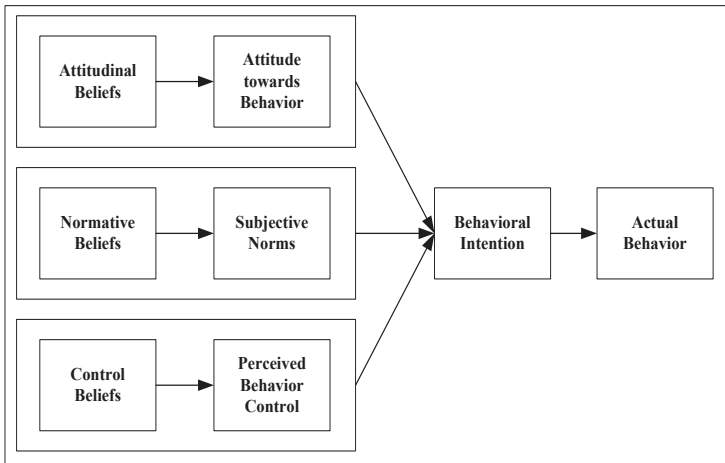 Attitudinal
Beliefs
Attitude
towards
Behavior
Normative
Beliefs
Subjective
Norms
Behavioral
Intention
Actual
Behavior
Control
Beliefs
Perceived
Behavior
Control